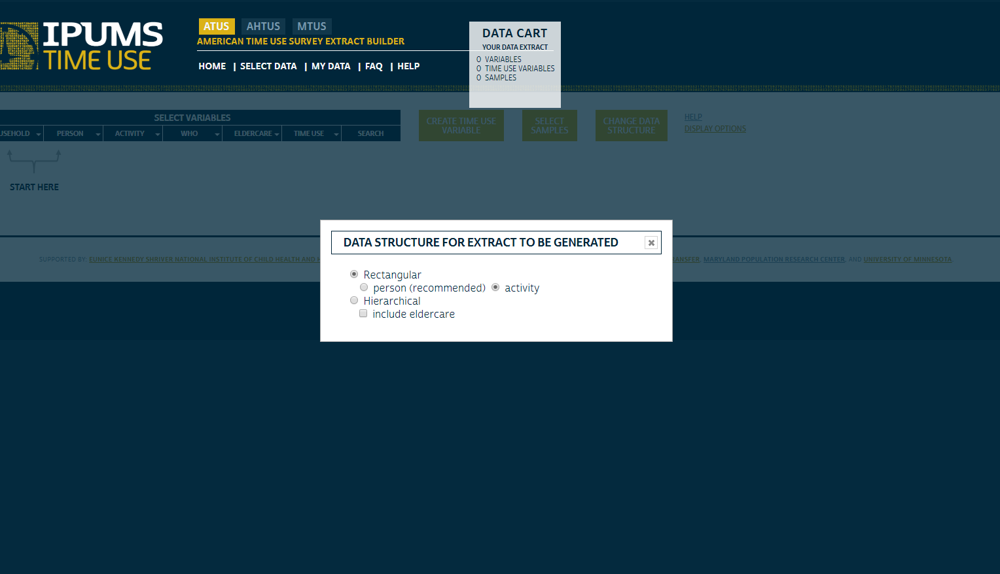 IPUMS
TIME USE
ATUS AHTUS MTUS
AMERICAN TIME USE SURVEY EXTRACT BUILDER
HOME | SELECT DATA | MY DATA | FAQ | HELP
DATA CART
YOUR DATA EXTRACT
0 VARIABLES
0 TIME USE VARIABLES
0 SAMPLES
SELECT VARIABLES
USEHOLD PERSON ACTIVITY WHO ELDERCARE TIME USE SEARCH
CREATE TIME USE
VARIABLE
SELECT
SAMPLES
CHANGE DATA
STRUCTURE
HELP
DISPLAY OPTIONS
START HERE
DATA STRUCTURE FOR EXTRACT TO BE GENERATED
Rectangular
person (recommended) activity
Hierarchical
include eldercare
SUPPORTED BY: EUNICE KENNEDY SHRIVER NATIONAL INSTITUTE OF CHILD HEALTH AND RANSFER, MARYLAND POPULATION RESEARCH CENTER, AND UNIVERSITY OF MINNESOTA.